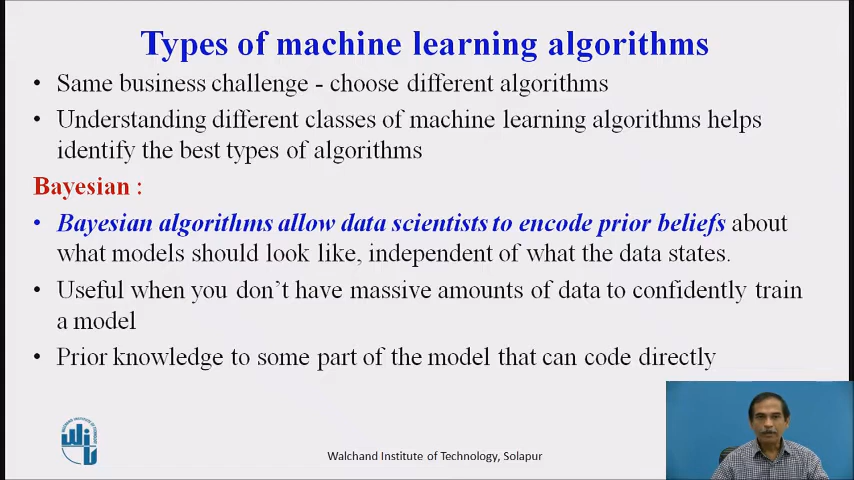 Types of machine learning algorithms
• Same business challenge - choose different algorithms
• Understanding different classes of machine learning algorithms helps
identify the best types of algorithms
Bayesian :
• Bayesian algorithms allow data scientists to encode prior beliefs about
what models should look like, independent of what the data states.
• Useful when you don't have massive amounts of data to confidently train
a model
• Prior knowledge to some part of the model that can code directly
Walchand Institute of Technology, Solapur